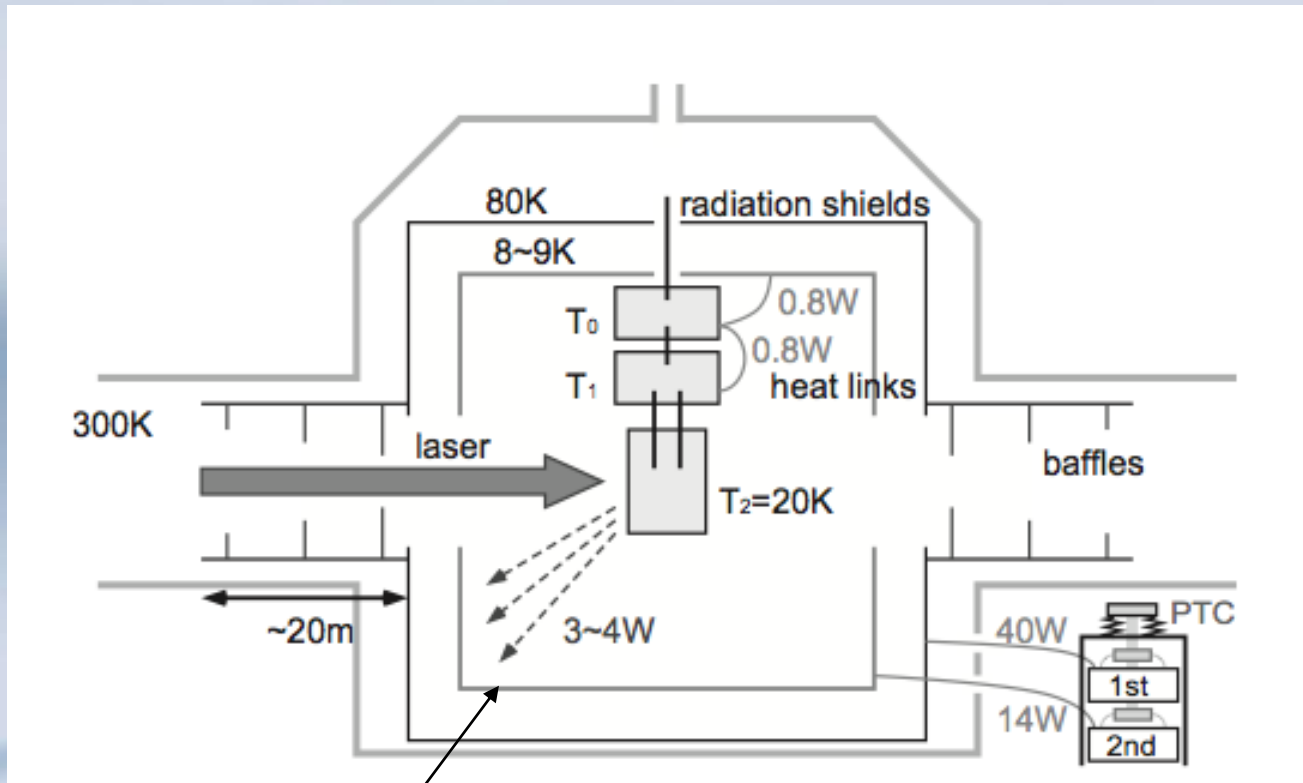 80K
radiation shields
8~9K
0.8W
T₀
0.8W
T₁
heat links
300K
laser
baffles
T₂=20K
~20m
3~4W
40W
PTC
1st
14W
2nd